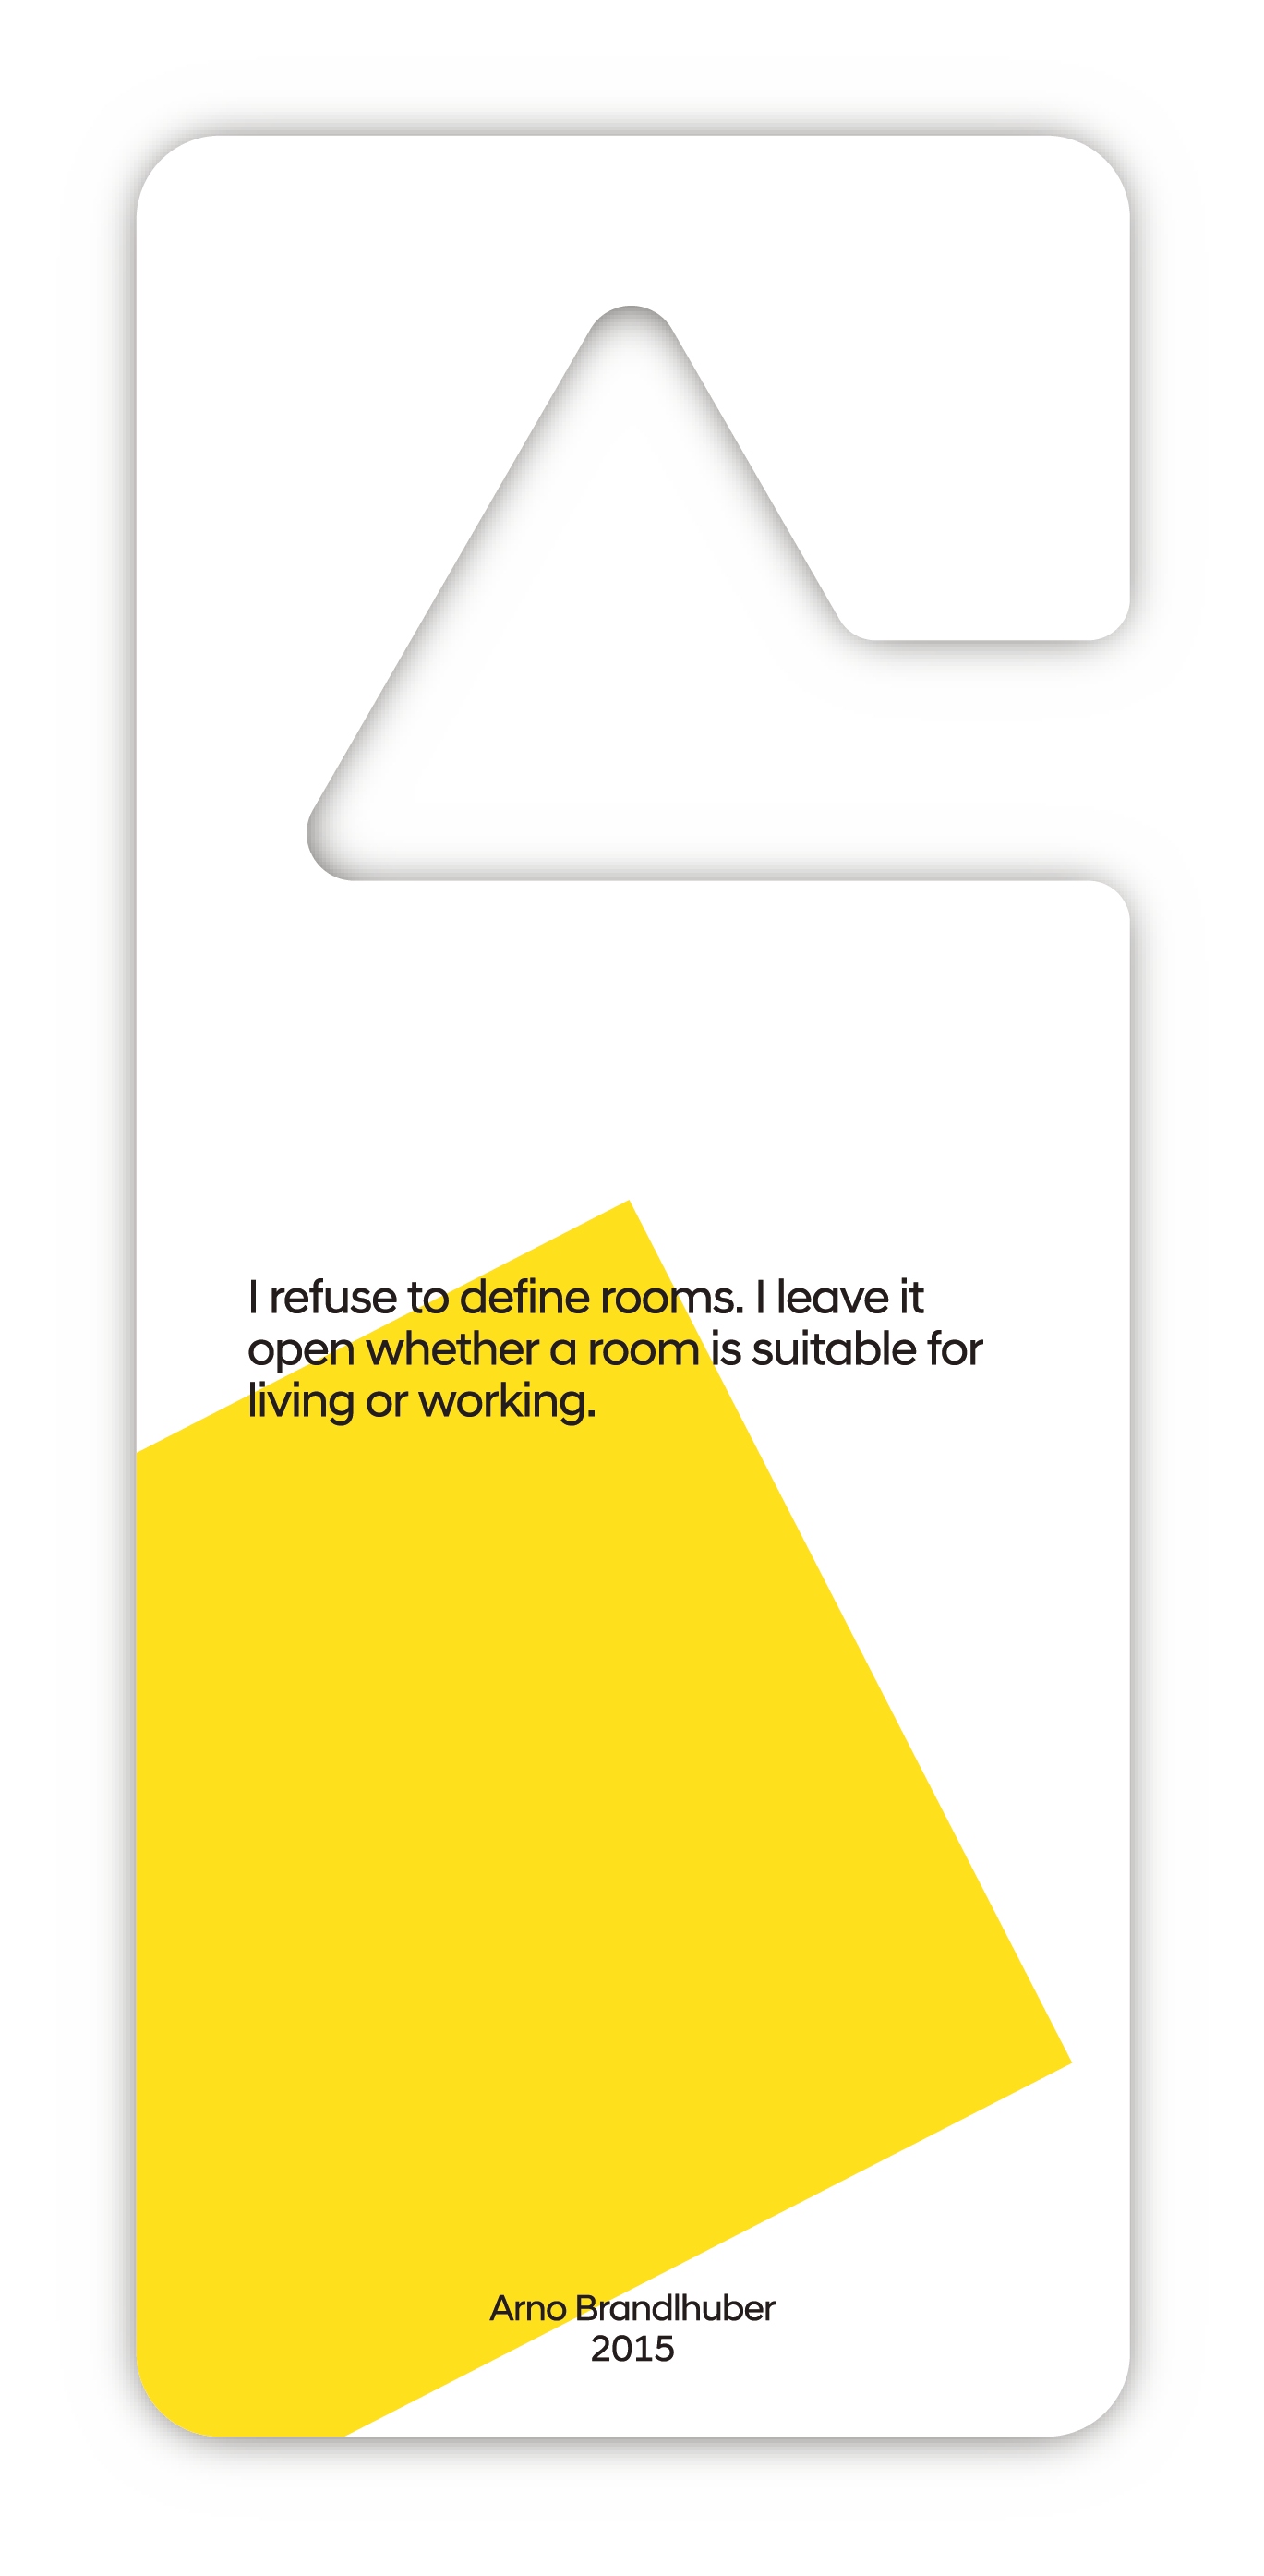 I refuse to define rooms. I leave it
open whether a room is suitable for
living or working.
Arno Brandlhuber
2015